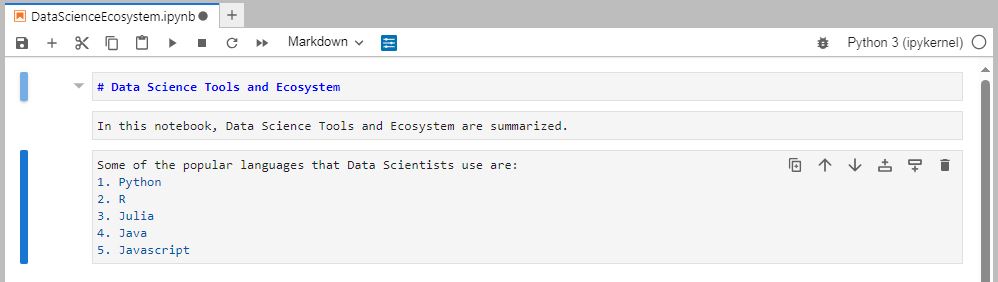 DataScienceEcosystem.ipynb
Markdown
Python 3 (ipykernel)
# Data Science Tools and Ecosystem
In this notebook, Data Science Tools and Ecosystem are summarized.
Some of the popular languages that Data Scientists use are:
1. Python
2. R
3. Julia
4. Java
5. Javascript